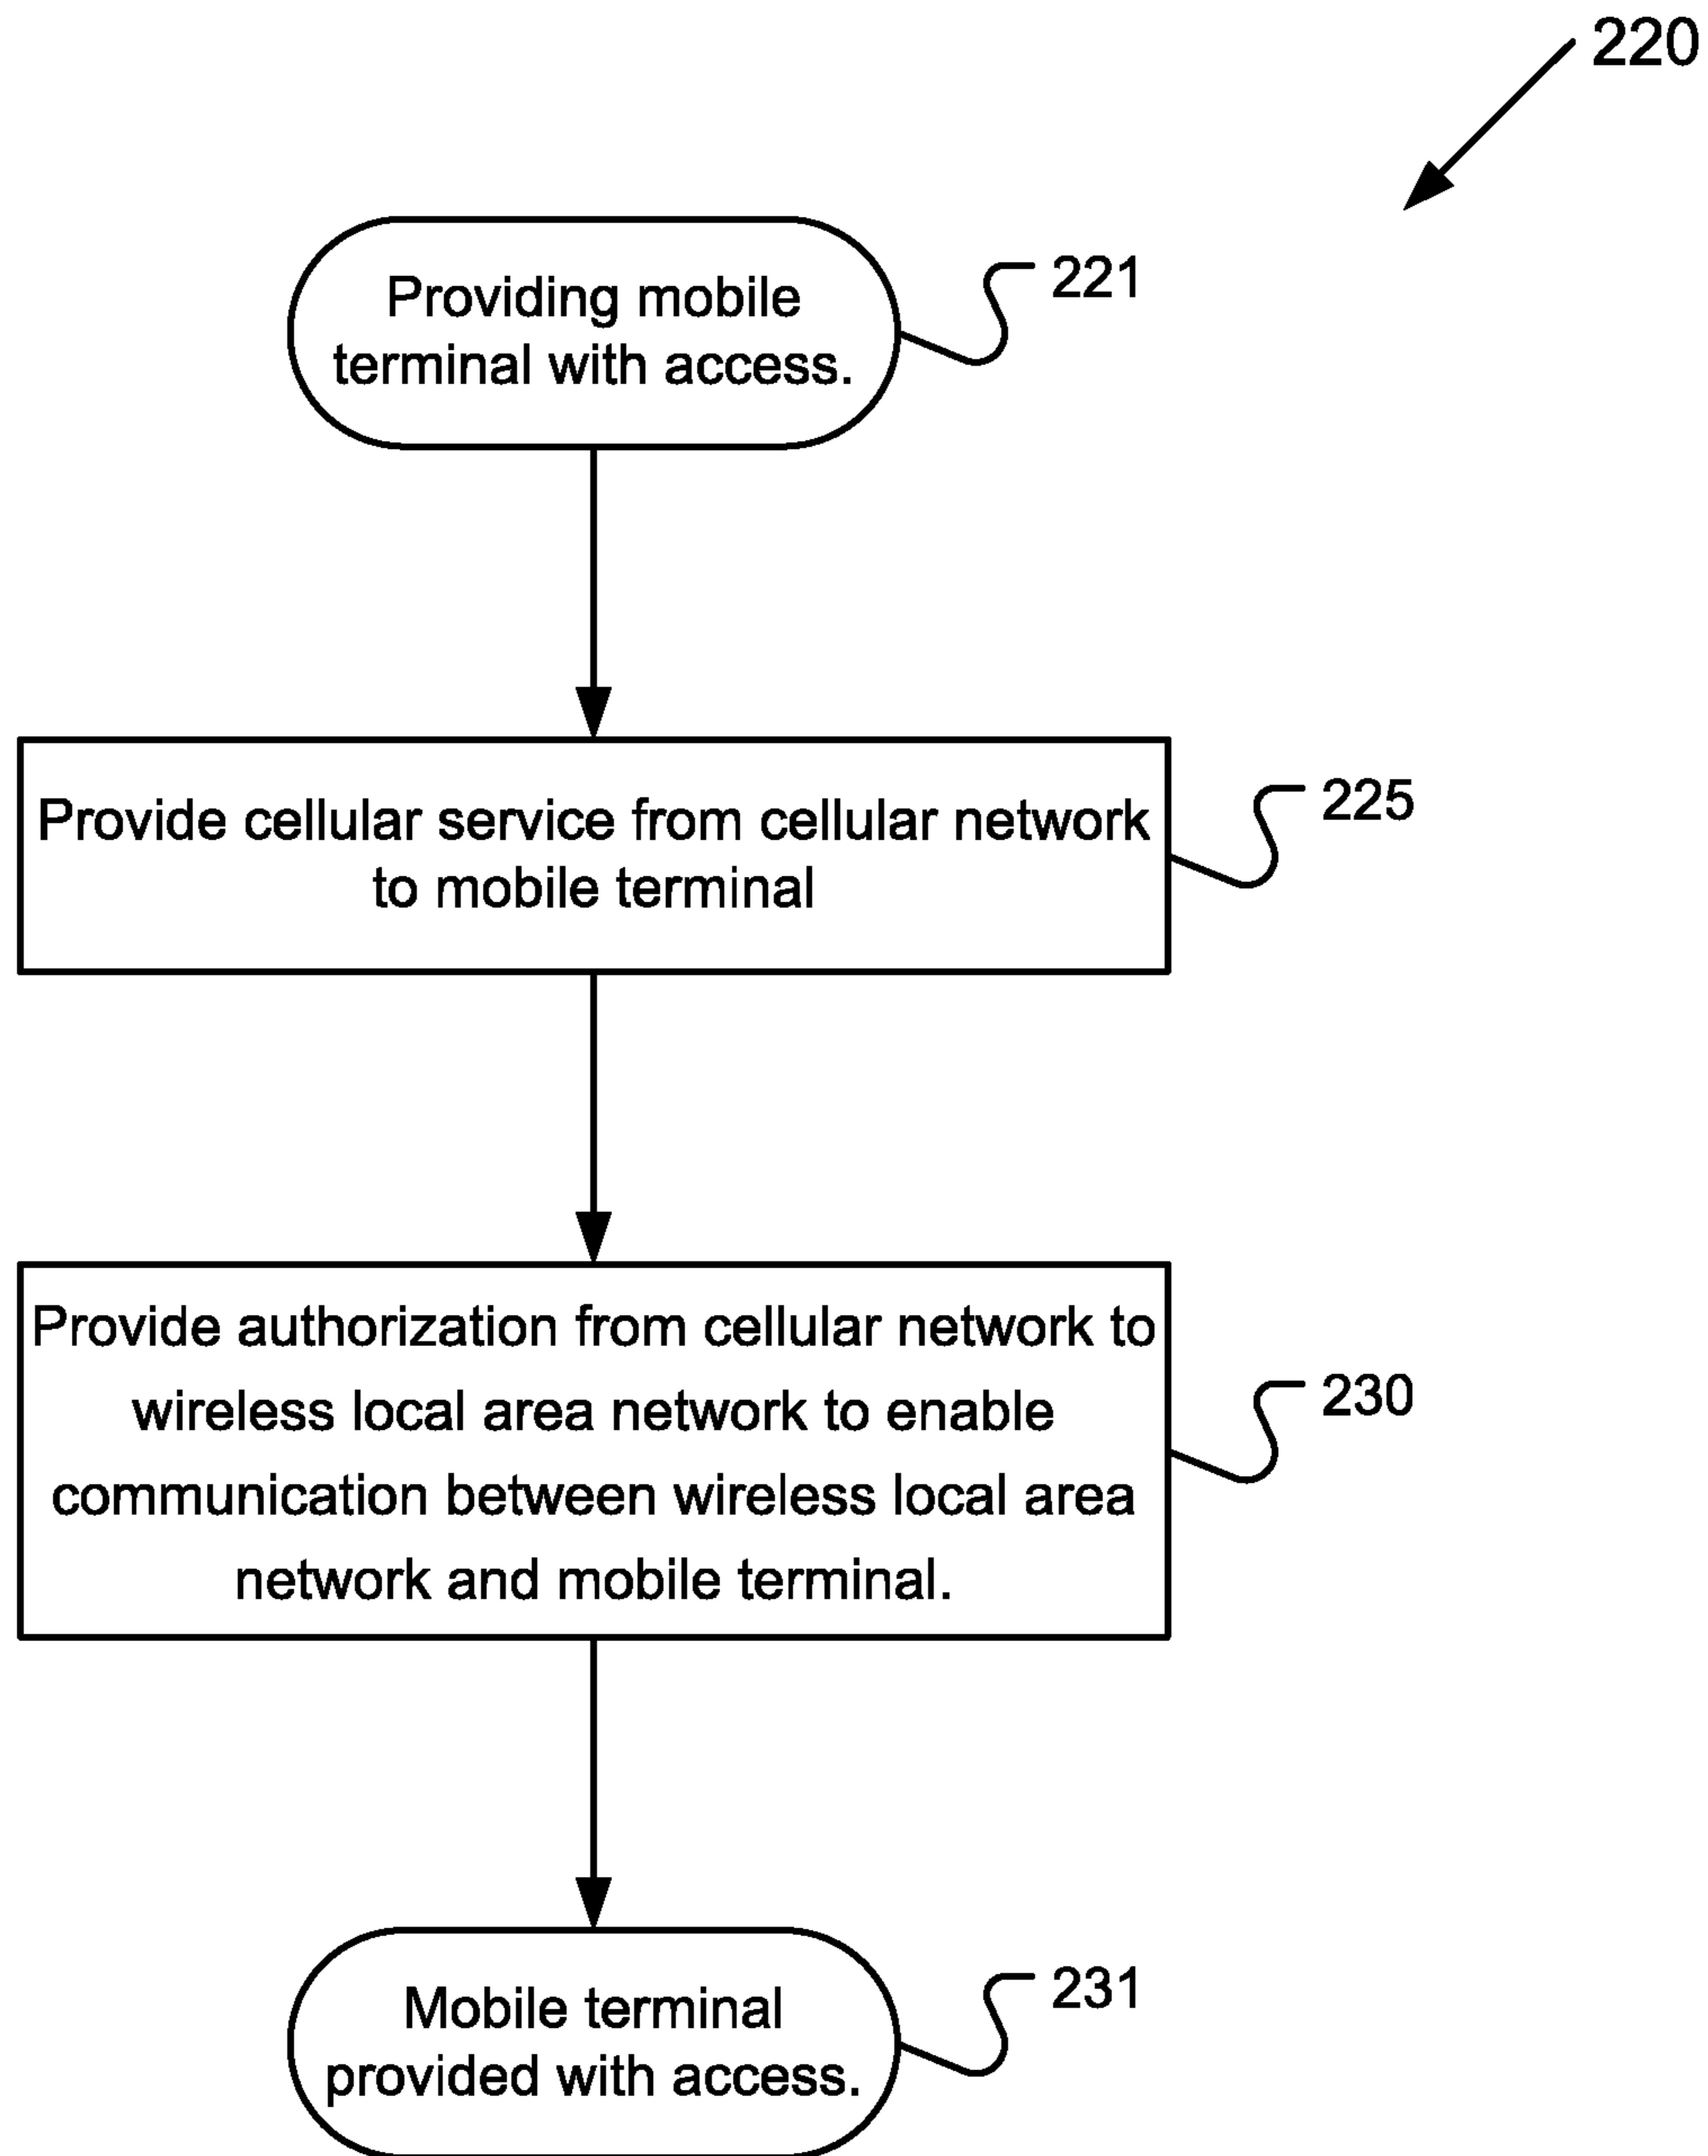 220
Providing mobile
terminal with access.
221
Provide cellular service from cellular network
to mobile terminal
225
Provide authorization from cellular network to
wireless local area network to enable
communication between wireless local area
network and mobile terminal.
230
Mobile terminal
provided with access.
231